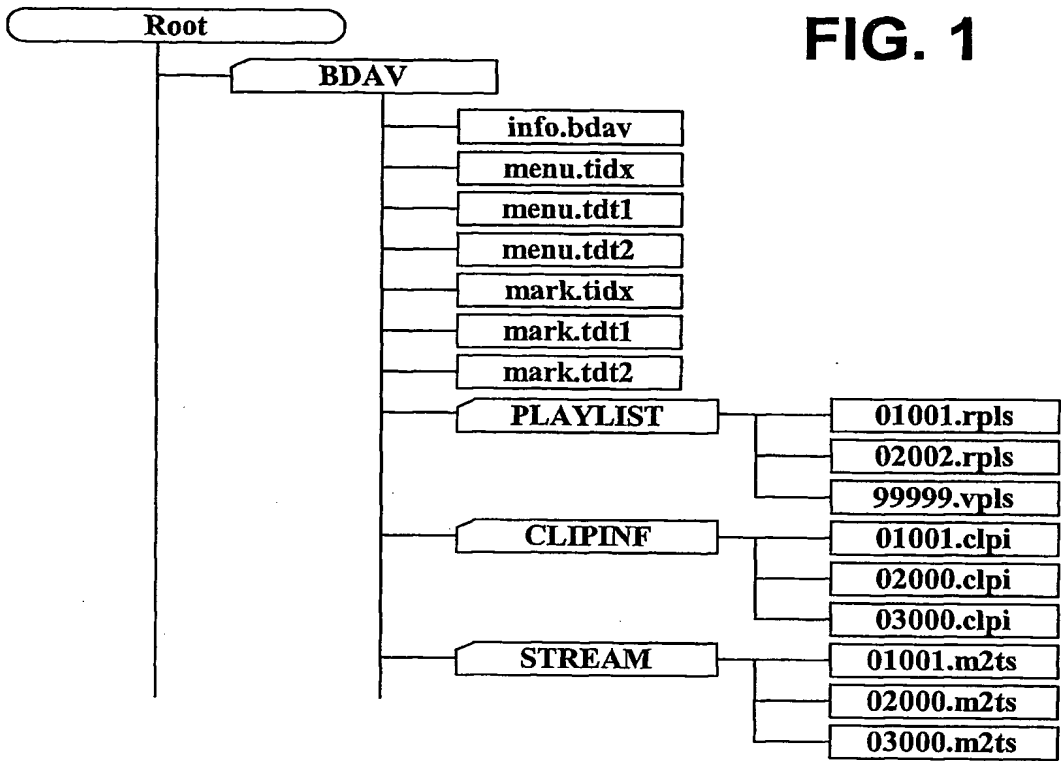 FIG. 1
Root
BDAV
info.bdav
menu.tidx
menu.tdt1
menu.tdt2
mark.tidx
mark.tdt1
mark.tdt2
PLAYLIST
01001.rpls
02002.rpls
99999.vpls
CLIPINF
01001.clpi
02000.clpi
03000.clpi
STREAM
01001.m2ts
02000.m2ts
03000.m2ts